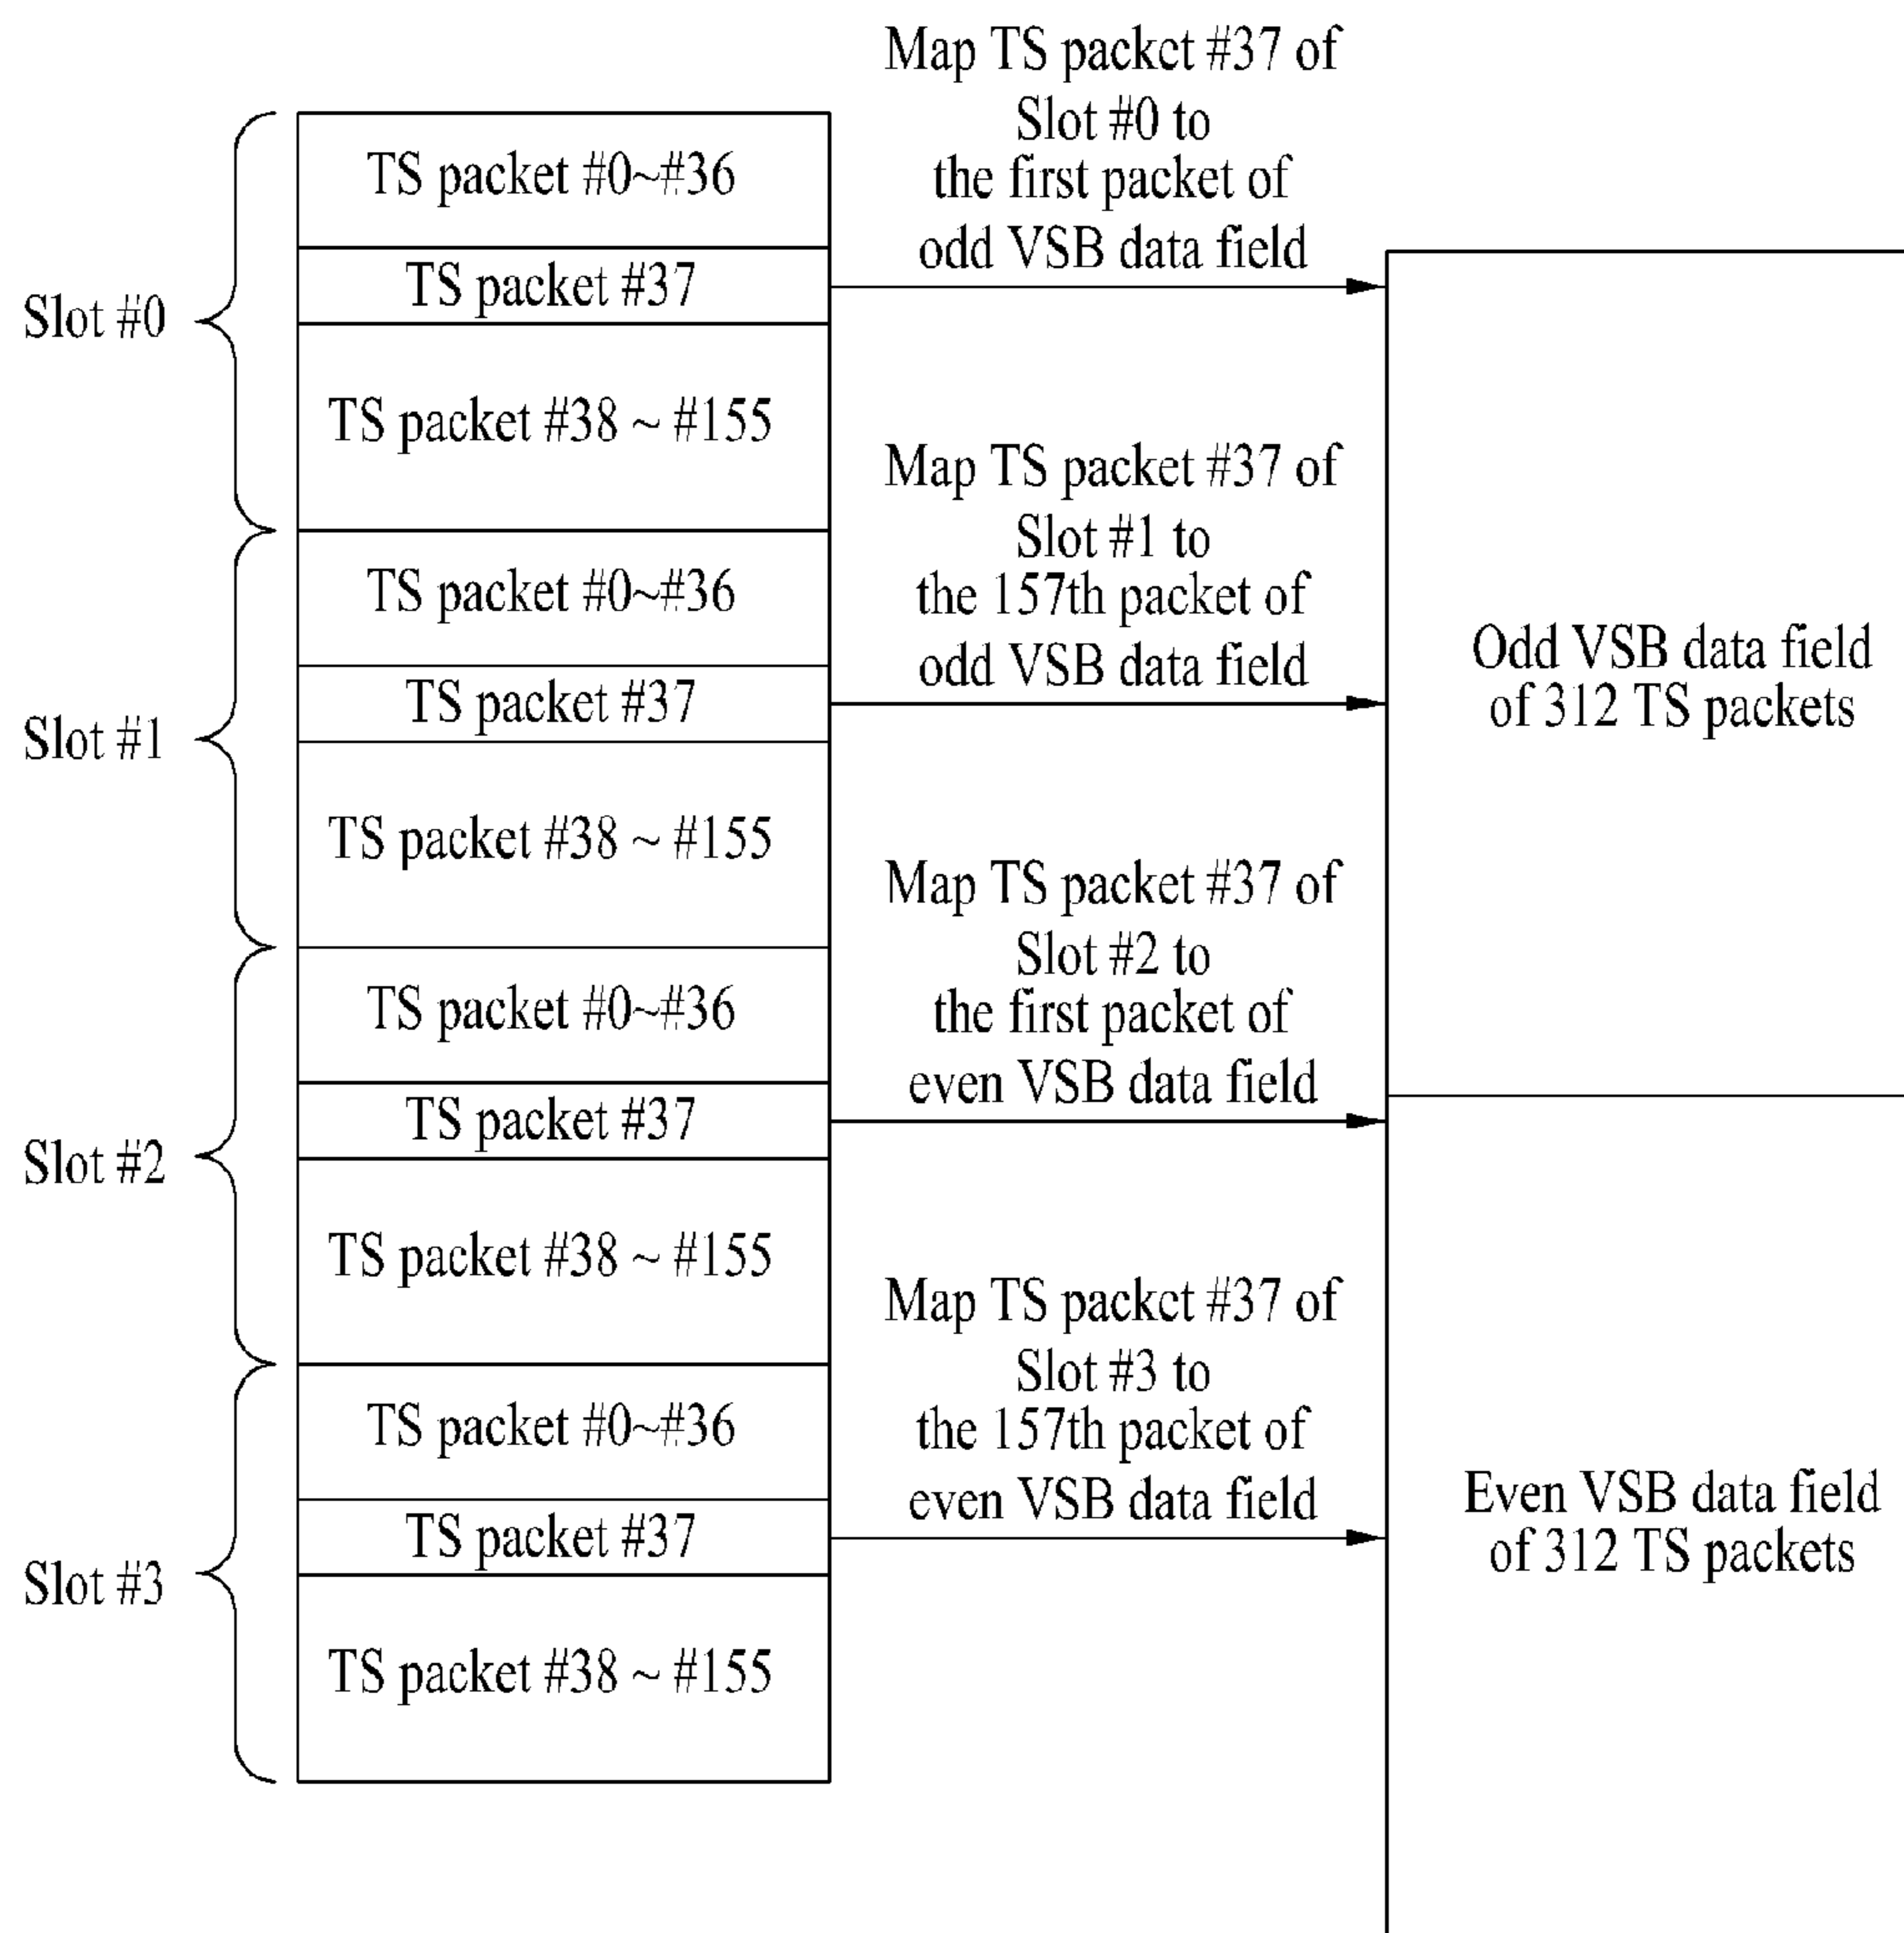 Map TS packet #37 of
Slot #0 to
the first packet of
odd VSB data field
TS packet #0~#36
TS packet #37
Slot #0
TS packet #38 ~ #155
Map TS packet #37 of
Slot #1 to
the 157th packet of
odd VSB data field
TS packet #0~#36
TS packet #37
Slot #1
TS packet #38 ~ #155
Odd VSB data field
of 312 TS packets
Map TS packet #37 of
Slot #2 to
the first packet of
even VSB data field
TS packet #0~#36
TS packet #37
Slot #2
TS packet #38 ~ #155
Map TS packet #37 of
Slot #3 to
the 157th packet of
even VSB data field
TS packet #0~#36
TS packet #37
Slot #3
TS packet #38 ~ #155
Even VSB data field
of 312 TS packets